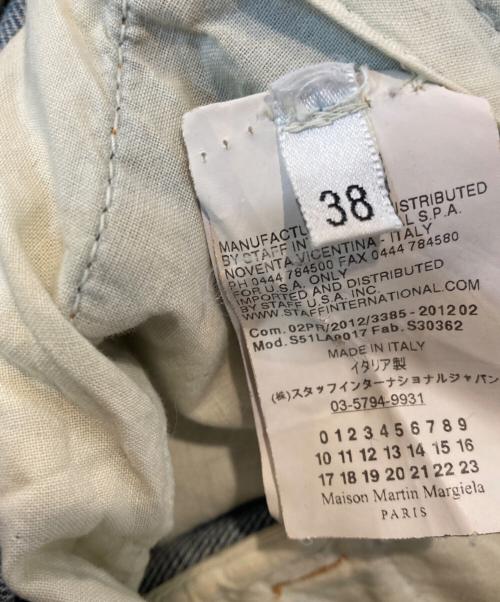 38
MANUFACTU ISTRIBUTED
BY STAFF INT L S.P.A.
NOVENTA VICENTINA - ITALY
PH 0444 784500 FAX 0444 784580
FOR U.S.A. ONLY
IMPORTED AND DISTRIBUTED
BY STAFF U.S.A. INC.
WWW.STAFFINTERNATIONAL.COM
Com. 02PR/2012/3385 - 2012 02
Mod. S51LA0017 Fab. S30362
MADE IN ITALY
イタリア製
(株)スタッフインターナショナルジャパン
03-5794-9931
0 1 2 3 4 5 6 7 8 9
10 11 12 13 14 15 16
17 18 19 20 21 22 23
Maison Martin Margiela
PARIS